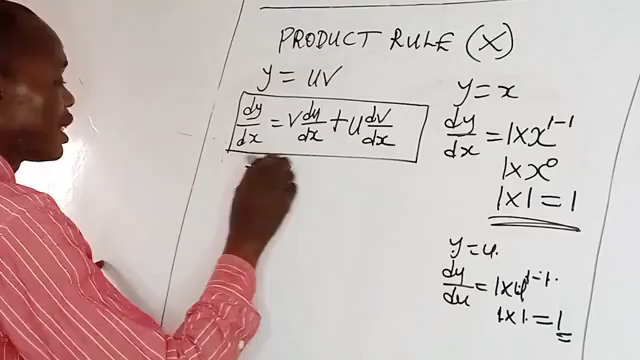 PRODUCT RULE (X)
y = uv
dy/dx = v dy/dx + u dv/dx
y = x
dy/dx = 1×x^1-1
1×x^0
1×1 = 1
y = u
dy/du = 1×u^1-1
1×1 = 1